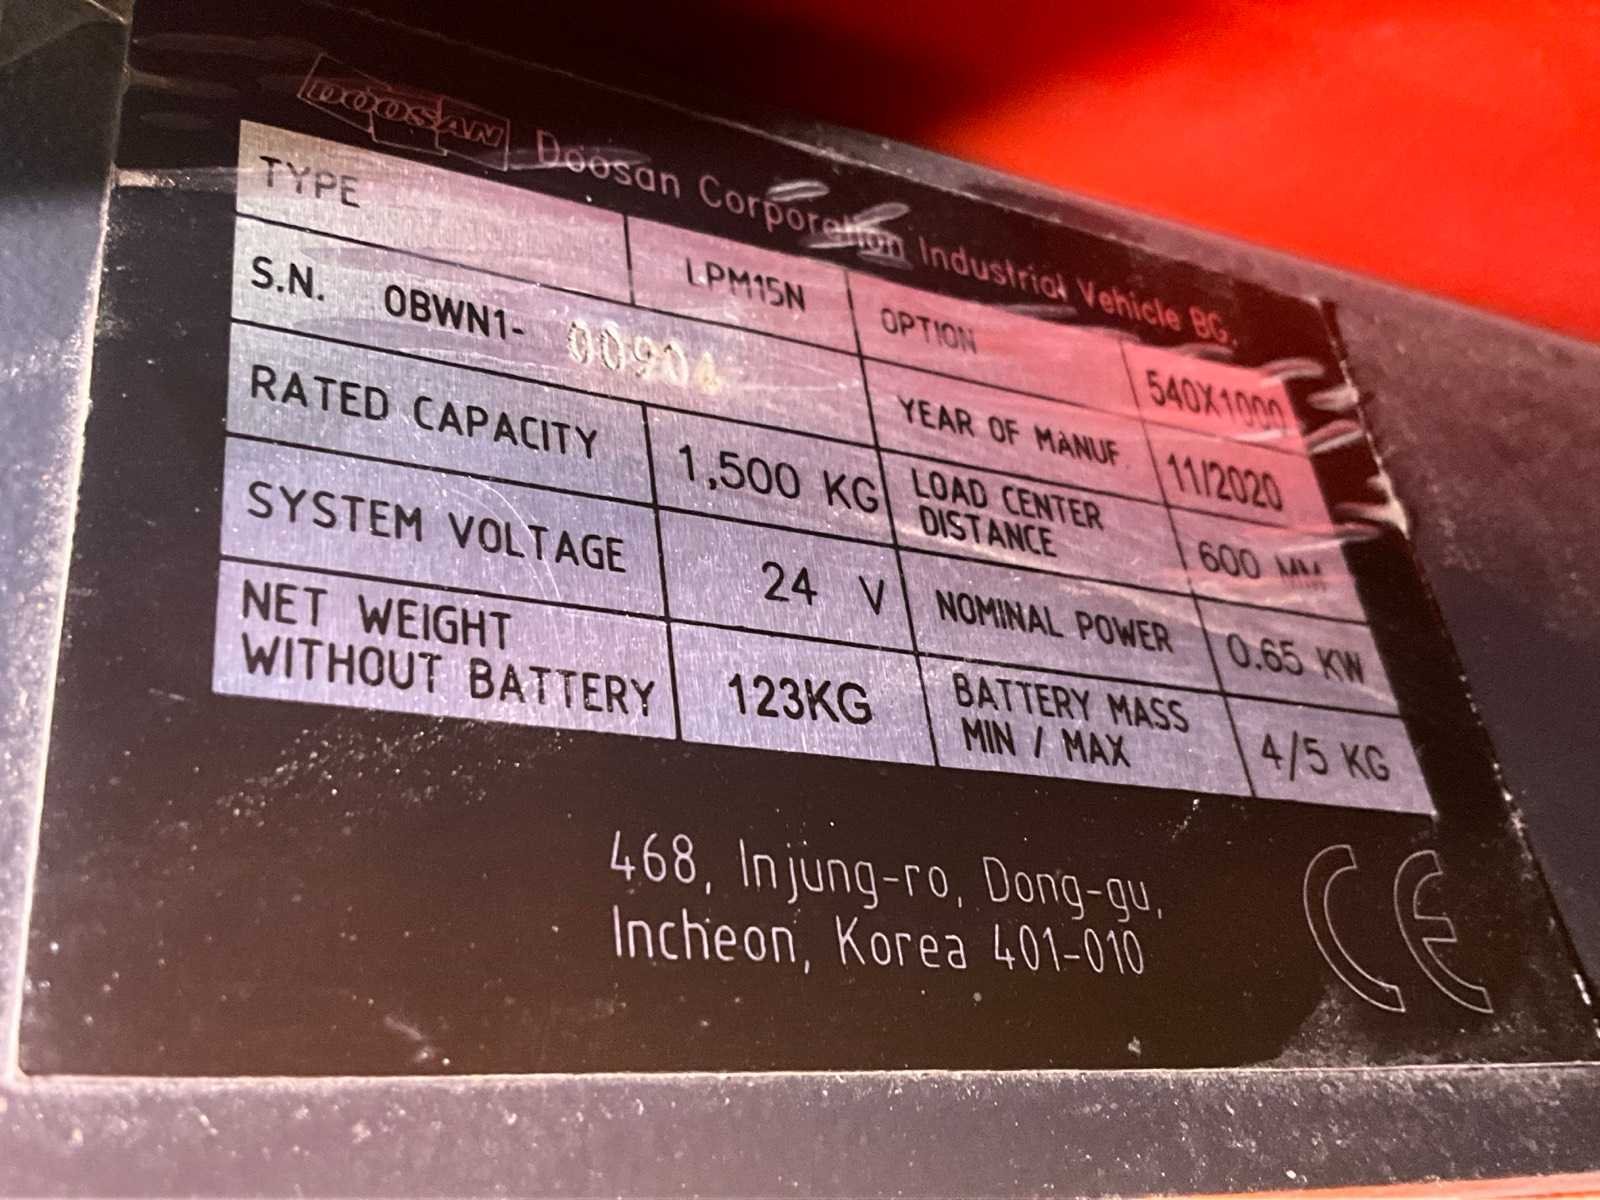 DOOSAN Doosan Corporation Industrial Vehicle BG.
TYPE LPM15N OPTION 540X1000
S.N. OBWN1- 00904 YEAR OF MANUF. 11/2020
RATED CAPACITY 1,500 KG LOAD CENTER DISTANCE 600 MM
SYSTEM VOLTAGE 24 V NOMINAL POWER 0.65 KW
NET WEIGHT WITHOUT BATTERY 123KG BATTERY MASS MIN / MAX 4/5 KG
468, Injung-ro, Dong-gu,
Incheon, Korea 401-010
CE